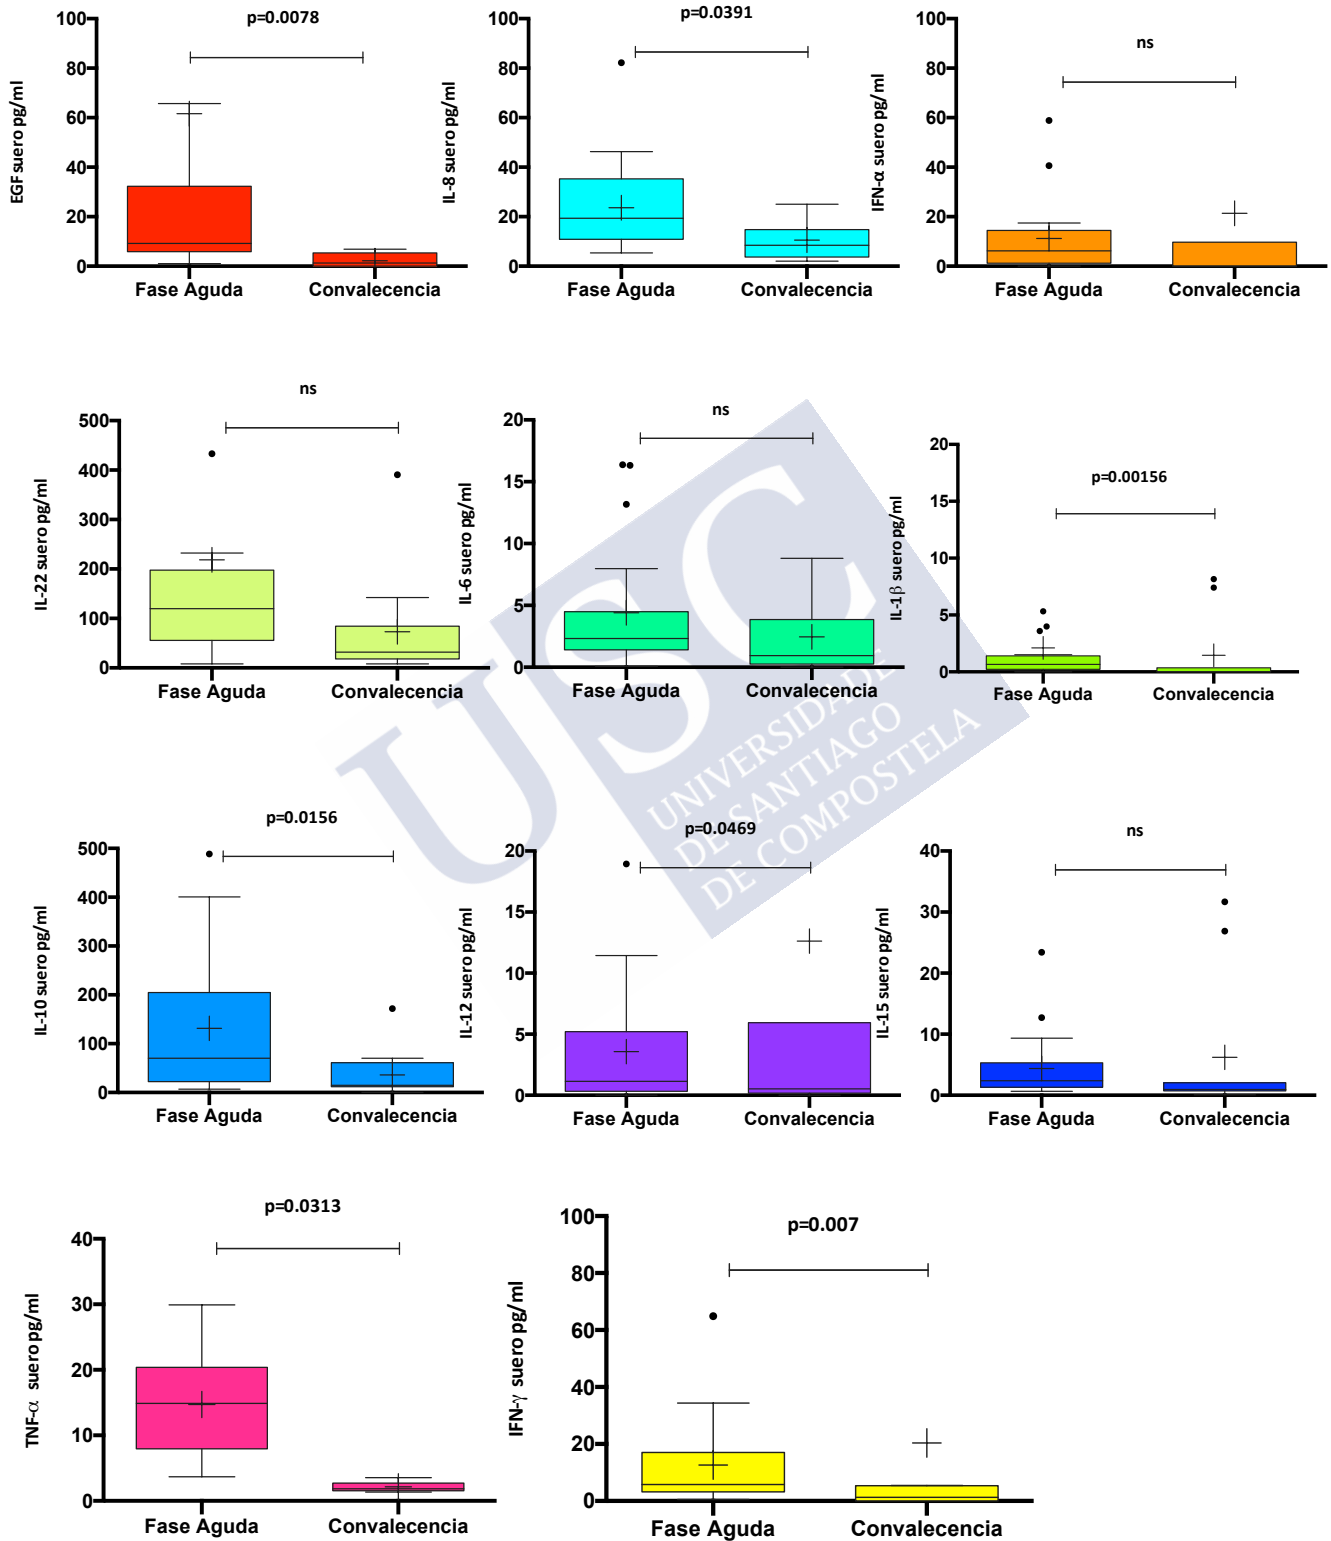 p=0.0078
EGF suero pg/ml
100
80
60
40
20
0
Fase Aguda
Convalecencia
p=0.0391
IL-8 suero pg/ml
100
80
60
40
20
0
Fase Aguda
Convalecencia
ns
IFN-α suero pg/ml
100
80
60
40
20
0
Fase Aguda
Convalecencia
ns
IL-22 suero pg/ml
500
400
300
200
100
0
Fase Aguda
Convalecencia
ns
IL-6 suero pg/ml
20
15
10
5
0
Fase Aguda
Convalecencia
p=0.00156
IL-1β suero pg/ml
20
15
10
5
0
Fase Aguda
Convalecencia
USC
UNIVERSIDADE
DE SANTIAGO
DE COMPOSTELA
p=0.0156
IL-10 suero pg/ml
500
400
300
200
100
0
Fase Aguda
Convalecencia
p=0.0469
IL-12 suero pg/ml
20
15
10
5
0
Fase Aguda
Convalecencia
ns
IL-15 suero pg/ml
40
30
20
10
0
Fase Aguda
Convalecencia
p=0.0313
TNF-α suero pg/ml
40
30
20
10
0
Fase Aguda
Convalecencia
p=0.007
IFN-γ suero pg/ml
100
80
60
40
20
0
Fase Aguda
Convalecencia